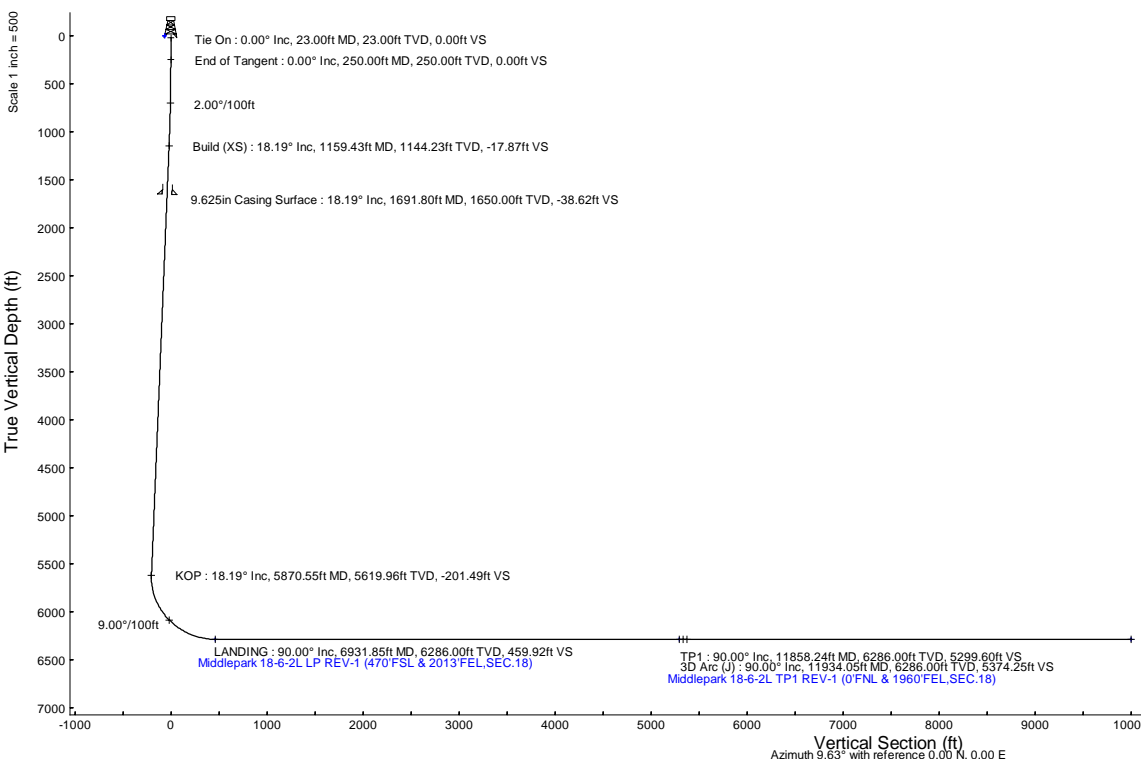 Scale 1 inch = 500
True Vertical Depth (ft)
0
500
1000
1500
2000
2500
3000
3500
4000
4500
5000
5500
6000
6500
7000
Tie On : 0.00° Inc, 23.00ft MD, 23.00ft TVD, 0.00ft VS
End of Tangent : 0.00° Inc, 250.00ft MD, 250.00ft TVD, 0.00ft VS
2.00°/100ft
Build (XS) : 18.19° Inc, 1159.43ft MD, 1144.23ft TVD, -17.87ft VS
9.625in Casing Surface : 18.19° Inc, 1691.80ft MD, 1650.00ft TVD, -38.62ft VS
KOP : 18.19° Inc, 5870.55ft MD, 5619.96ft TVD, -201.49ft VS
9.00°/100ft
LANDING : 90.00° Inc, 6931.85ft MD, 6286.00ft TVD, 459.92ft VS
Middlepark 18-6-2L LP REV-1 (470'FSL & 2013'FEL,SEC.18)
TP1 : 90.00° Inc, 11858.24ft MD, 6286.00ft TVD, 5299.60ft VS
3D Arc (J) : 90.00° Inc, 11934.05ft MD, 6286.00ft TVD, 5374.25ft VS
Middlepark 18-6-2L TP1 REV-1 (0'FNL & 1960'FEL,SEC.18)
-1000 0 1000 2000 3000 4000 5000 6000 7000 8000 9000 1000
Vertical Section (ft)
Azimuth 9.63° with reference 0.00 N, 0.00 E